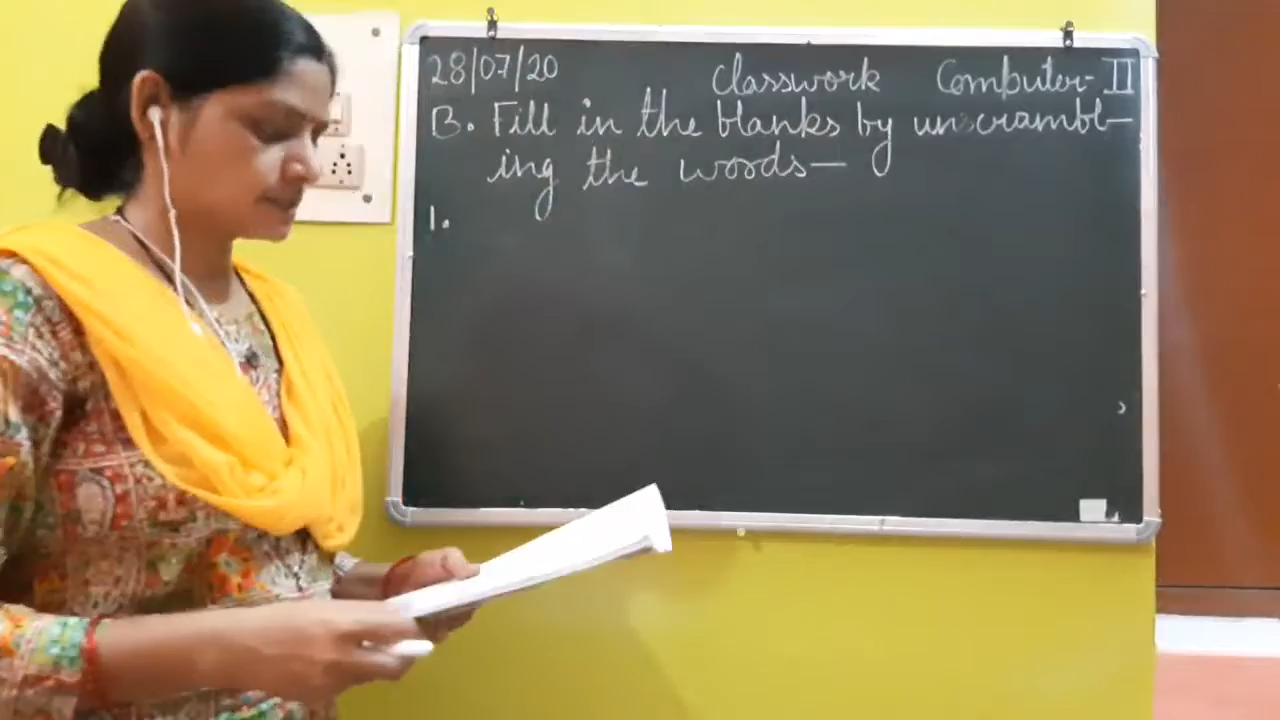 28/07/20 Classwork Computer-II
B. Fill in the blanks by unscrambl-
ing the words—
1.